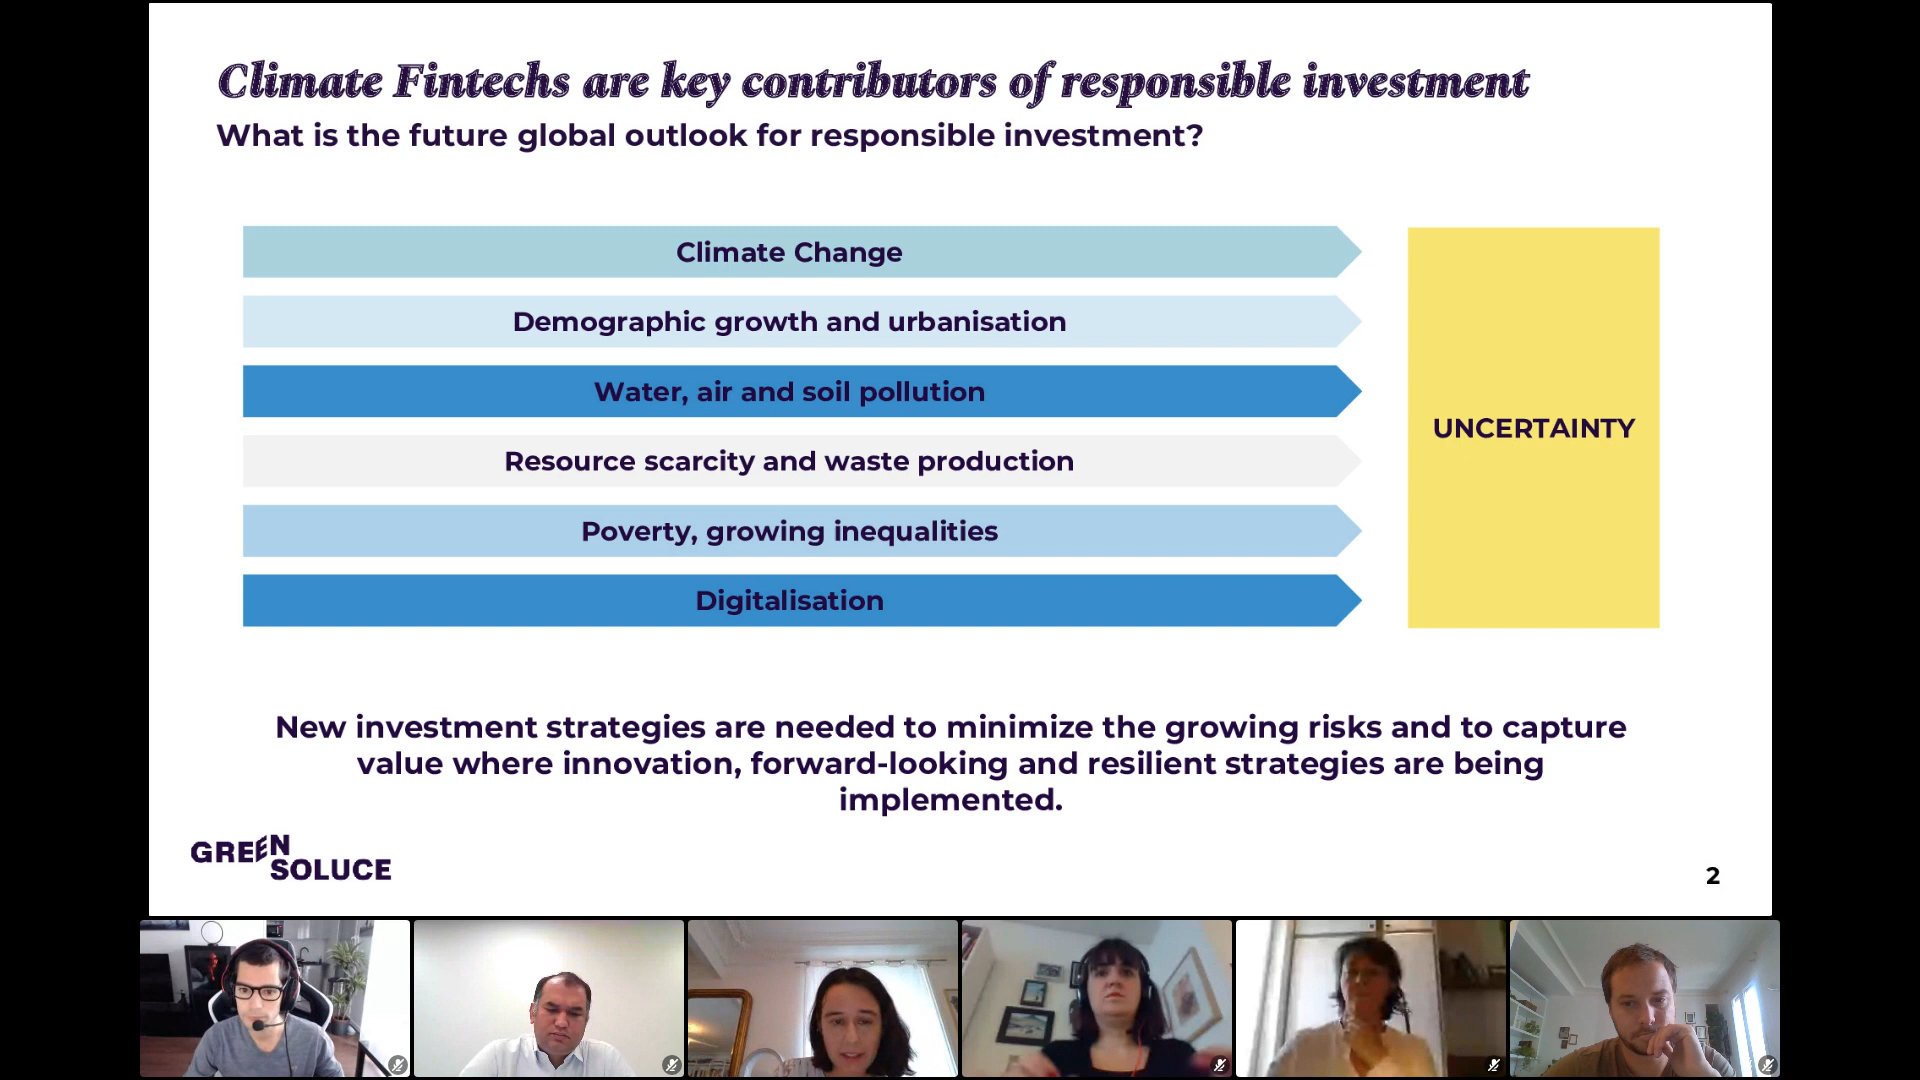 Climate Fintechs are key contributors of responsible investment
What is the future global outlook for responsible investment?
Climate Change
Demographic growth and urbanisation
Water, air and soil pollution
Resource scarcity and waste production
Poverty, growing inequalities
Digitalisation
UNCERTAINTY
New investment strategies are needed to minimize the growing risks and to capture
value where innovation, forward-looking and resilient strategies are being
implemented.
GREEN
SOLUCE
2